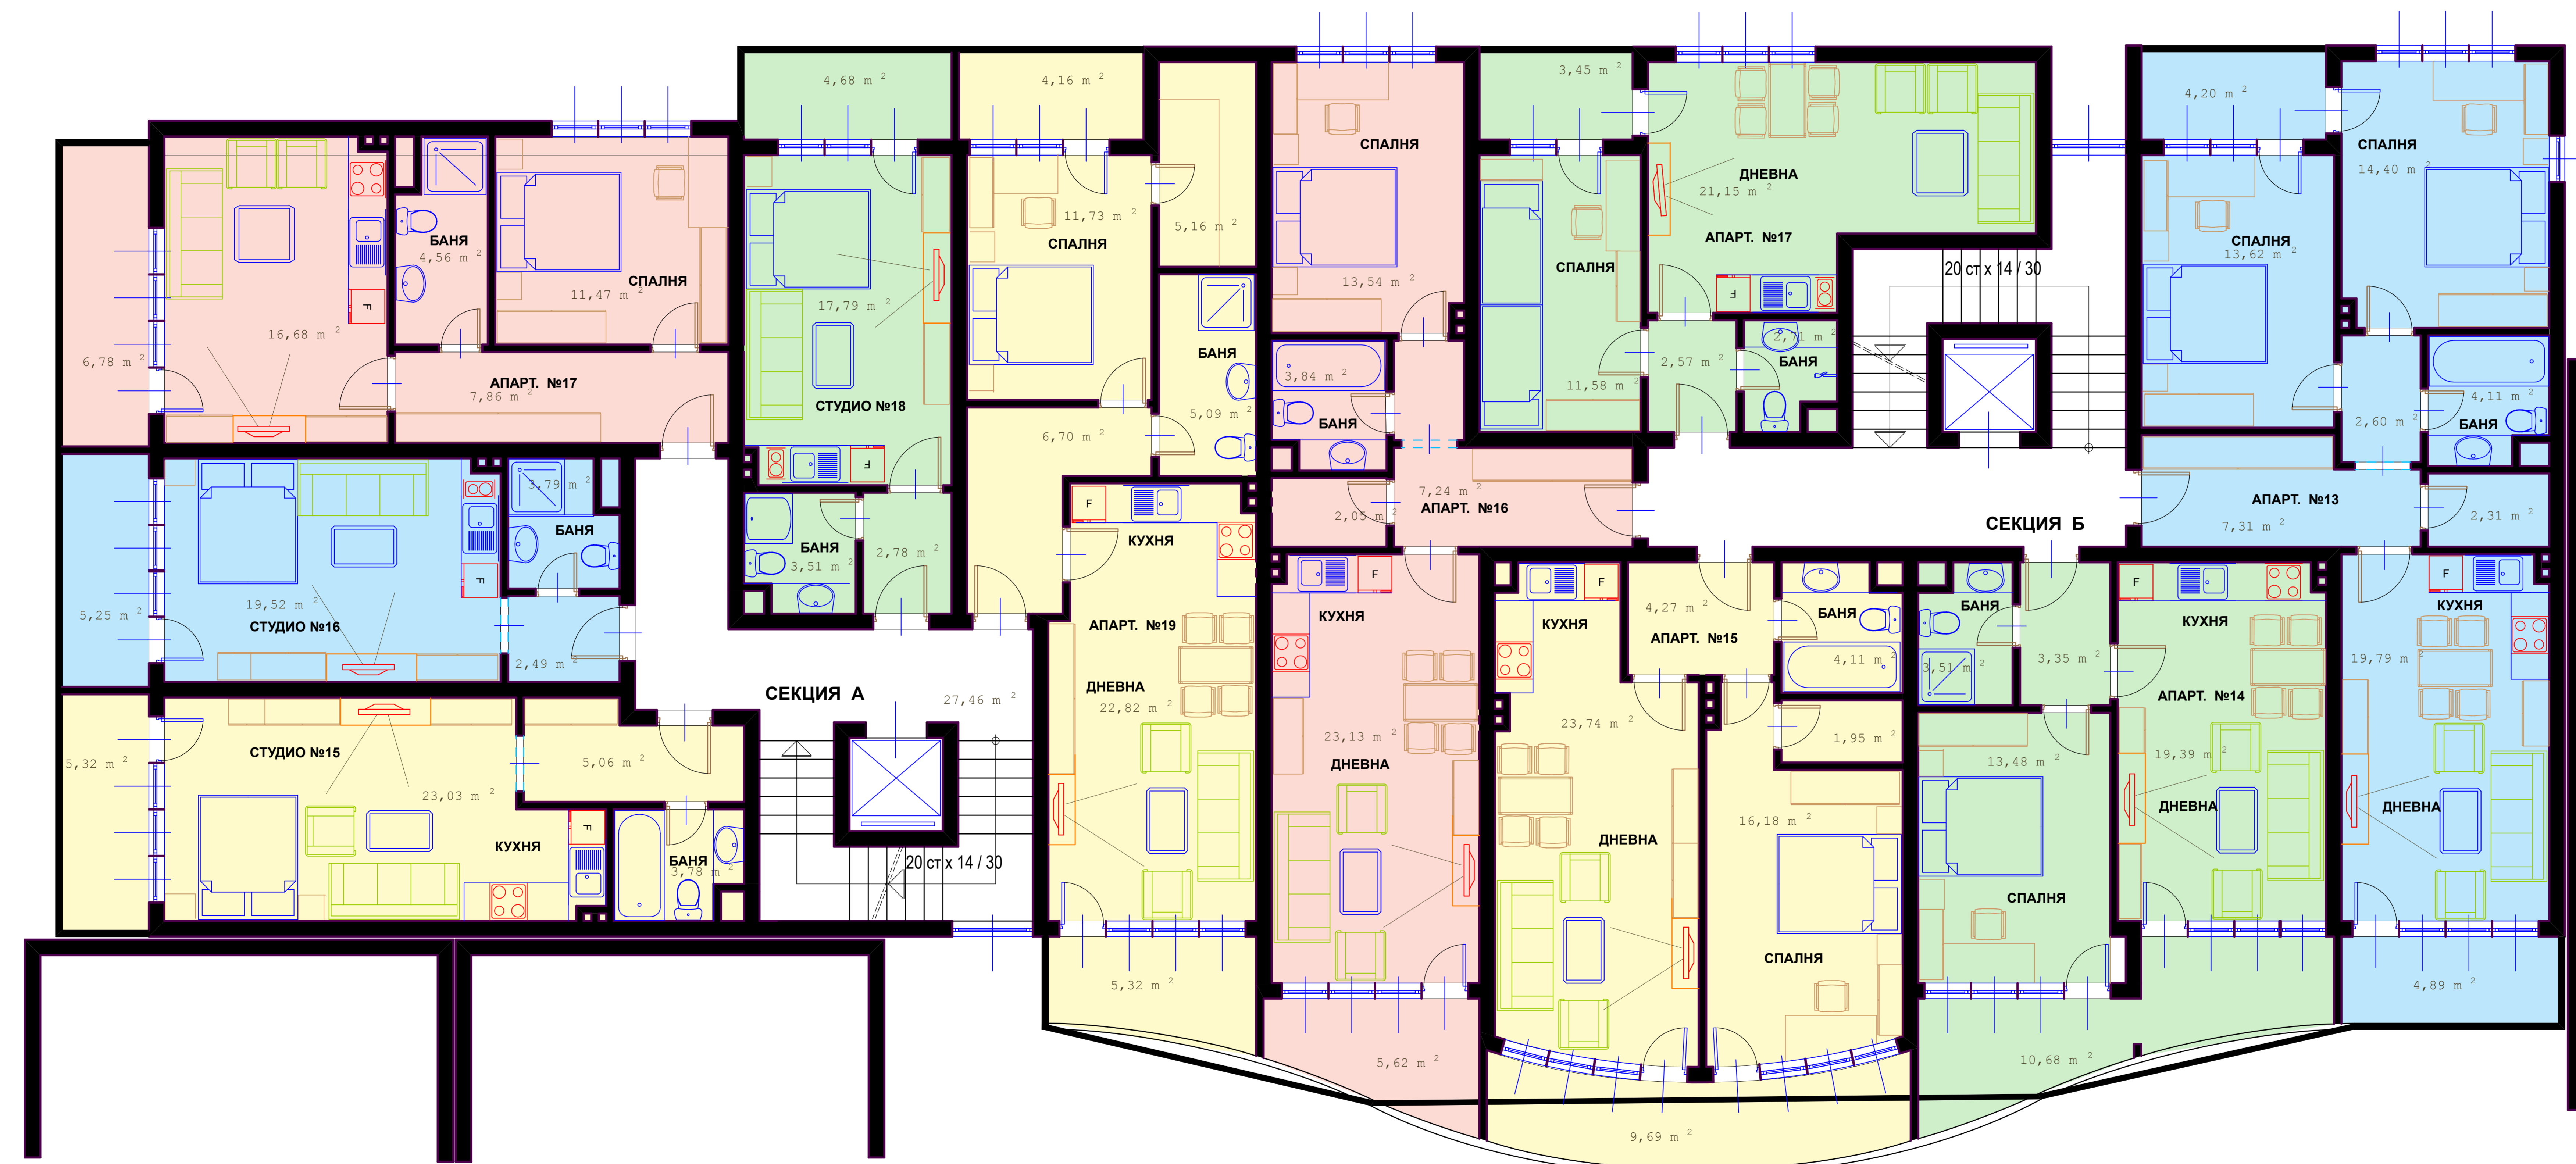 4,68 m 2
4,16 m 2
3,45 m 2
4,20 m 2
СПАЛНЯ
13,54 m 2
ДНЕВНА
21,15 m 2
АПАРТ. №17
СПАЛНЯ
14,40 m 2
БАНЯ
4,56 m 2
СПАЛНЯ
11,47 m 2
16,68 m 2
6,78 m 2
F
АПАРТ. №17
7,86 m 2
17,79 m 2
СТУДИО №18
F
11,73 m 2
СПАЛНЯ
5,16 m 2
БАНЯ
5,09 m 2
6,70 m 2
3,84 m 2
БАНЯ
СПАЛНЯ
11,58 m 2
F
2,57 m 2
2,71 m 2
БАНЯ
20 ст x 14 / 30
СПАЛНЯ
13,62 m 2
2,60 m 2
4,11 m 2
БАНЯ
7,24 m 2
АПАРТ. №16
2,05 m 2
СЕКЦИЯ Б
АПАРТ. №13
7,31 m 2
2,31 m 2
3,79 m 2
БАНЯ
F
19,52 m 2
СТУДИО №16
5,25 m 2
2,49 m 2
БАНЯ
3,51 m 2
2,78 m 2
F
КУХНЯ
АПАРТ. №19
ДНЕВНА
22,82 m 2
СЕКЦИЯ А
27,46 m 2
F
КУХНЯ
23,13 m 2
ДНЕВНА
F
КУХНЯ
4,27 m 2
АПАРТ. №15
БАНЯ
4,11 m 2
23,74 m 2
1,95 m 2
16,18 m 2
ДНЕВНА
СПАЛНЯ
БАНЯ
3,51 m 2
3,35 m 2
F
КУХНЯ
АПАРТ. №14
19,39 m 2
ДНЕВНА
13,48 m 2
СПАЛНЯ
F
КУХНЯ
19,79 m 2
ДНЕВНА
СТУДИО №15
5,32 m 2
5,06 m 2
23,03 m 2
КУХНЯ
F
БАНЯ
3,78 m 2
20 ст x 14 / 30
5,32 m 2
5,62 m 2
9,69 m 2
10,68 m 2
4,89 m 2